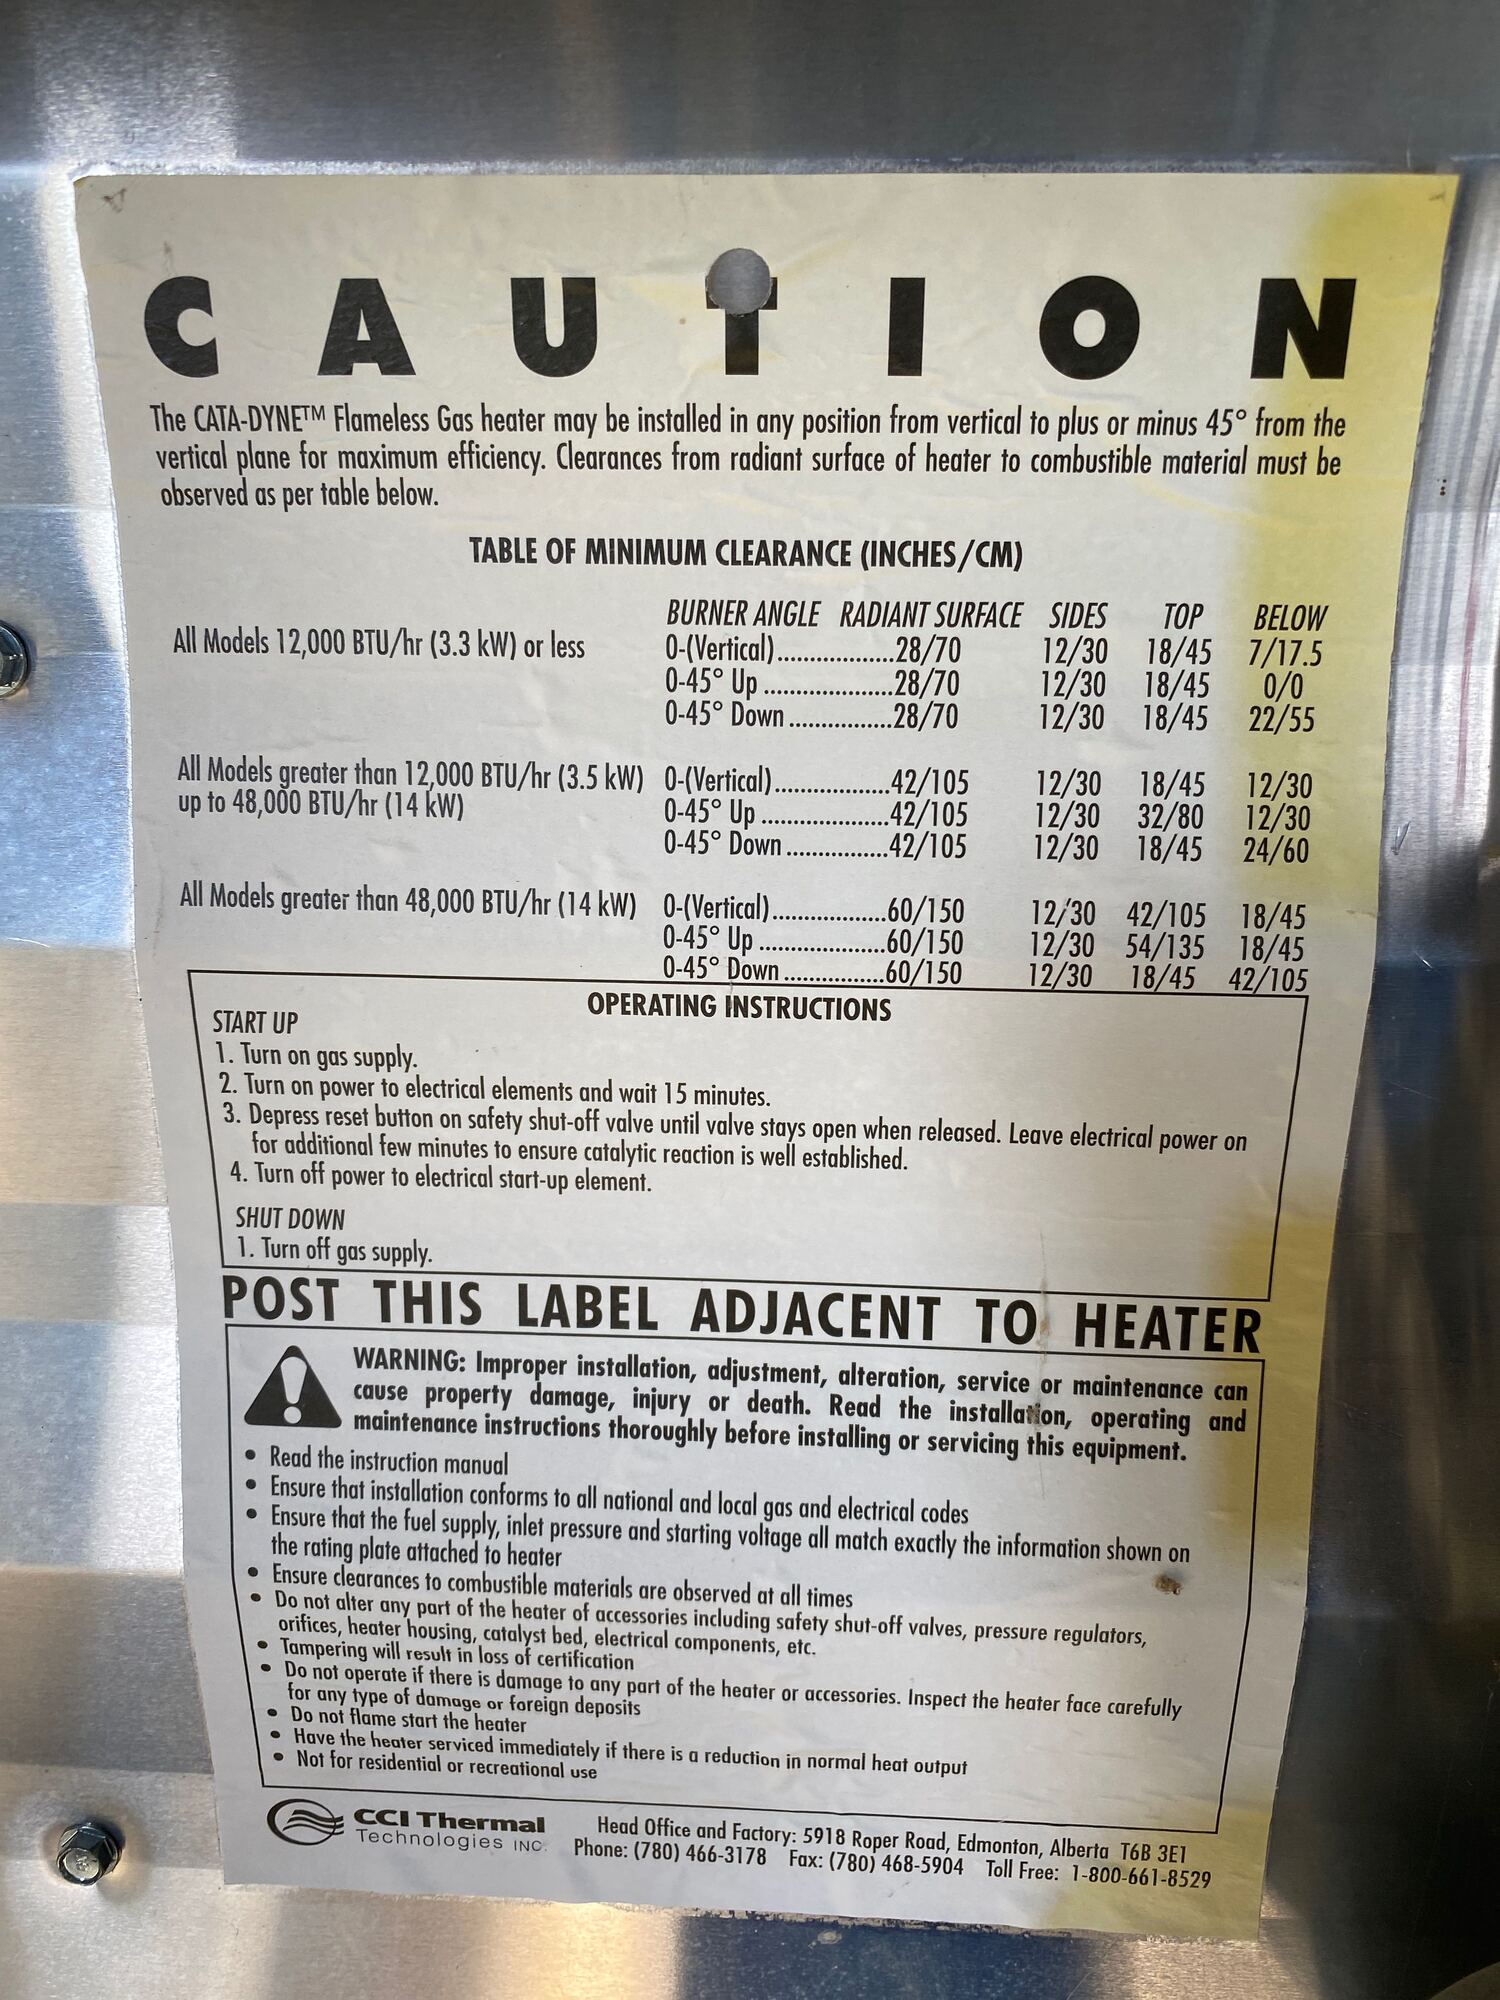 CAUTION
The CATA-DYNE™ Flameless Gas heater may be installed in any position from vertical to plus or minus 45° from the
vertical plane for maximum efficiency. Clearances from radiant surface of heater to combustible material must be
observed as per table below.
TABLE OF MINIMUM CLEARANCE (INCHES/CM)
BURNER ANGLE RADIANT SURFACE SIDES TOP BELOW
All Models 12,000 BTU/hr (3.3 kW) or less 0-(Vertical)..................28/70 12/30 18/45 7/17.5
0-45° Up ....................28/70 12/30 18/45 0/0
0-45° Down ................28/70 12/30 18/45 22/55
All Models greater than 12,000 BTU/hr (3.5 kW) 0-(Vertical)..................42/105 12/30 18/45 12/30
up to 48,000 BTU/hr (14 kW) 0-45° Up ....................42/105 12/30 32/80 12/30
0-45° Down ................42/105 12/30 18/45 24/60
All Models greater than 48,000 BTU/hr (14 kW) 0-(Vertical)..................60/150 12/30 42/105 18/45
0-45° Up ....................60/150 12/30 54/135 18/45
0-45° Down ................60/150 12/30 18/45 42/105
OPERATING INSTRUCTIONS
START UP
1. Turn on gas supply.
2. Turn on power to electrical elements and wait 15 minutes.
3. Depress reset button on safety shut-off valve until valve stays open when released. Leave electrical power on
for additional few minutes to ensure catalytic reaction is well established.
4. Turn off power to electrical start-up element.
SHUT DOWN
1. Turn off gas supply.
POST THIS LABEL ADJACENT TO HEATER
WARNING: Improper installation, adjustment, alteration, service or maintenance can
cause property damage, injury or death. Read the installation, operating and
maintenance instructions thoroughly before installing or servicing this equipment.
• Read the instruction manual
• Ensure that installation conforms to all national and local gas and electrical codes
• Ensure that the fuel supply, inlet pressure and starting voltage all match exactly the information shown on
the rating plate attached to heater
• Ensure clearances to combustible materials are observed at all times
• Do not alter any part of the heater of accessories including safety shut-off valves, pressure regulators,
orifices, heater housing, catalyst bed, electrical components, etc.
• Tampering will result in loss of certification
• Do not operate if there is damage to any part of the heater or accessories. Inspect the heater face carefully
for any type of damage or foreign deposits
• Do not flame start the heater
• Have the heater serviced immediately if there is a reduction in normal heat output
• Not for residential or recreational use
CCI Thermal
Technologies INC.
Head Office and Factory: 5918 Roper Road, Edmonton, Alberta T6B 3E1
Phone: (780) 466-3178 Fax: (780) 468-5904 Toll Free: 1-800-661-8529